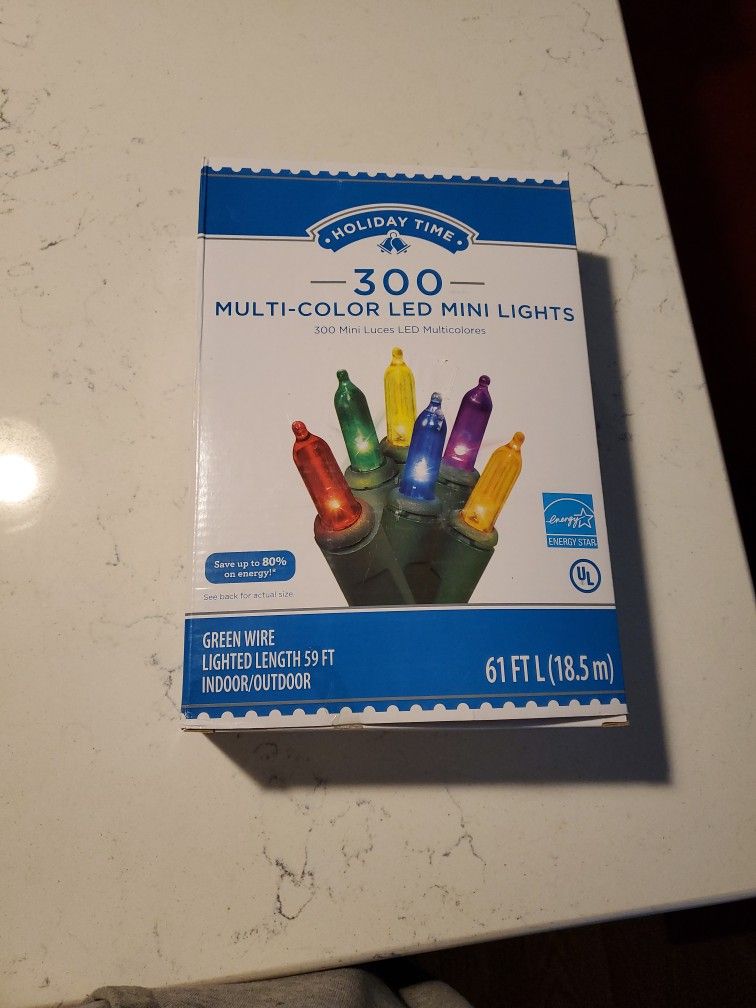 • HOLIDAY TIME •
— 300 —
MULTI-COLOR LED MINI LIGHTS
300 Mini Luces LED Multicolores
energy
ENERGY STAR
UL
Save up to 80%
on energy!*
See back for actual size.
GREEN WIRE
LIGHTED LENGTH 59 FT
INDOOR/OUTDOOR
61 FT L (18.5 m)